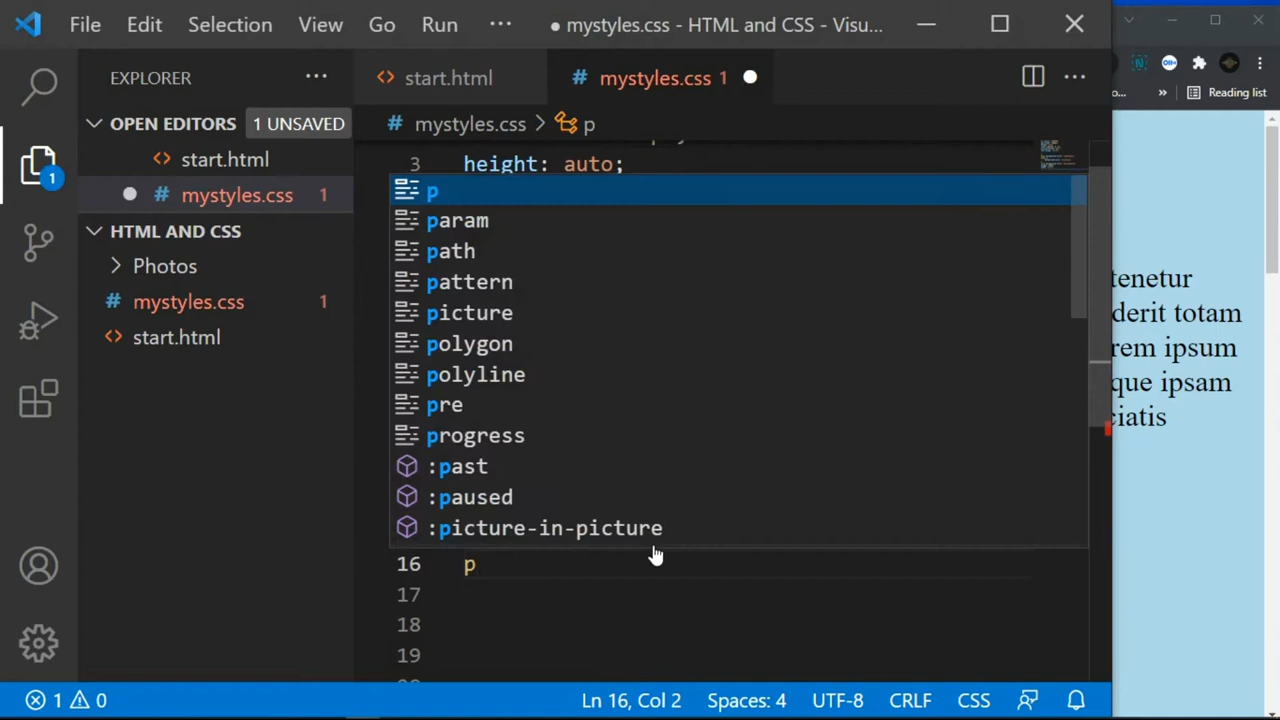 File Edit Selection View Go Run ··· ● mystyles.css - HTML and CSS - Visu...
EXPLORER ···
<> start.html # mystyles.css 1 ● ···
OPEN EDITORS 1 UNSAVED
# mystyles.css > p
<> start.html
● # mystyles.css 1
HTML AND CSS
> Photos
# mystyles.css 1
<> start.html
1
3 height: auto;
p
param
path
pattern
picture
polygon
polyline
pre
progress
:past
:paused
:picture-in-picture
16 p
17
18
19
1 0 Ln 16, Col 2 Spaces: 4 UTF-8 CRLF CSS
o... » Reading list
tenetur
derit totam
rem ipsum
que ipsam
ciatis